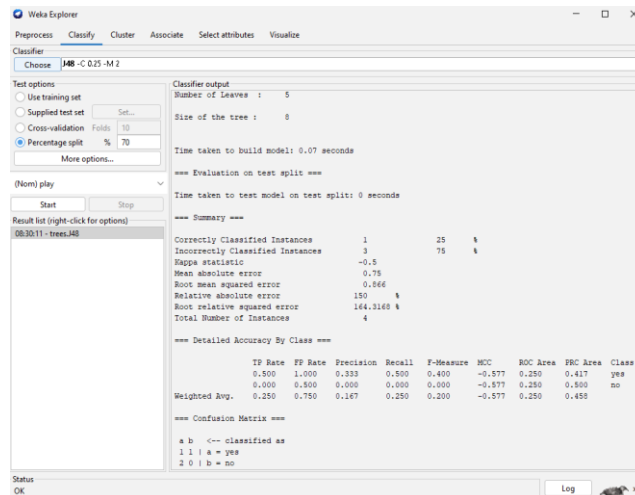 Weka Explorer
Preprocess Classify Cluster Associate Select attributes Visualize
Classifier
Choose J48 -C 0.25 -M 2
Test options
Use training set
Supplied test set Set...
Cross-validation Folds 10
Percentage split % 70
More options...
(Nom) play
Start Stop
Result list (right-click for options)
08:30:11 - trees.J48
Classifier output
Number of Leaves : 5
Size of the tree : 8
Time taken to build model: 0.07 seconds
=== Evaluation on test split ===
Time taken to test model on test split: 0 seconds
=== Summary ===
Correctly Classified Instances 1 25 %
Incorrectly Classified Instances 3 75 %
Kappa statistic -0.5
Mean absolute error 0.75
Root mean squared error 0.866
Relative absolute error 150 %
Root relative squared error 164.3168 %
Total Number of Instances 4
=== Detailed Accuracy By Class ===
TP Rate FP Rate Precision Recall F-Measure MCC ROC Area PRC Area Class
0.500 1.000 0.333 0.500 0.400 -0.577 0.250 0.417 yes
0.000 0.500 0.000 0.000 0.000 -0.577 0.250 0.500 no
Weighted Avg. 0.250 0.750 0.167 0.250 0.200 -0.577 0.250 0.458
=== Confusion Matrix ===
a b <-- classified as
1 1 | a = yes
2 0 | b = no
Status
OK
Log